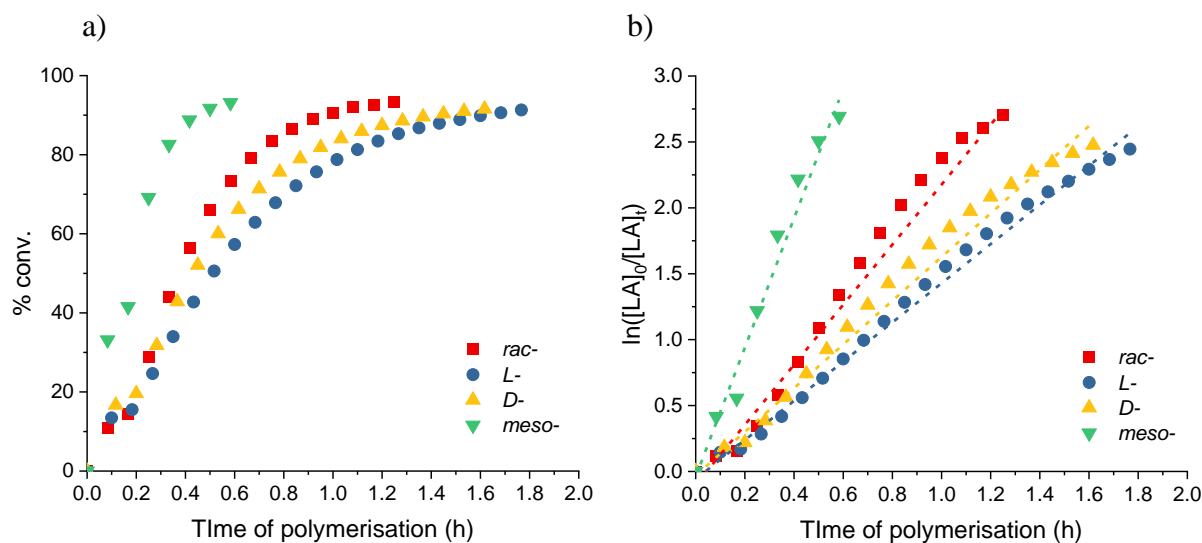 a)
100
80
60
40
20
0
% conv.
rac-
L-
D-
meso-
0.0 0.2 0.4 0.6 0.8 1.0 1.2 1.4 1.6 1.8 2.0
TIme of polymerisation (h)
b)
3.0
2.5
2.0
1.5
1.0
0.5
0.0
ln([LA]0/[LA]t)
rac-
L-
D-
meso-
0.0 0.2 0.4 0.6 0.8 1.0 1.2 1.4 1.6 1.8 2.0
TIme of polymerisation (h)